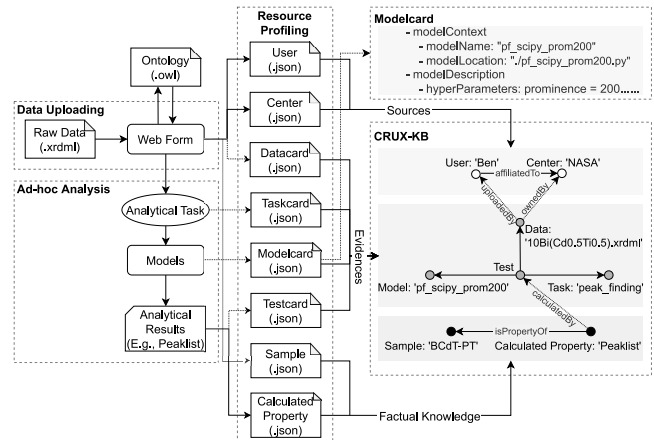 Ontology
(.owl)
Data Uploading
Raw Data
(.xrdml)
Web Form
Ad-hoc Analysis
Analytical Task
Models
Analytical
Results
(E.g., Peaklist)
Resource
Profiling
User
(.json)
Center
(.json)
Datacard
(.json)
Taskcard
(.json)
Modelcard
(.json)
Testcard
(.json)
Sample
(.json)
Calculated
Property
(.json)
Sources
Evidences
Factual Knowledge
Modelcard
- modelContext
- modelName: "pf_scipy_prom200"
- modelLocation: "./pf_scipy_prom200.py"
- modelDescription
- hyperParameters: prominence = 200......
CRUX-KB
User: 'Ben'
Center: 'NASA'
affiliatedTo
uploadedBy
ownedBy
Data:
'10Bi(Cd0.5Ti0.5).xrdml'
Test
Model: 'pf_scipy_prom200'
Task: 'peak_finding'
calculatedBy
isPropertyOf
Sample: 'BCdT-PT'
Calculated Property: 'Peaklist'